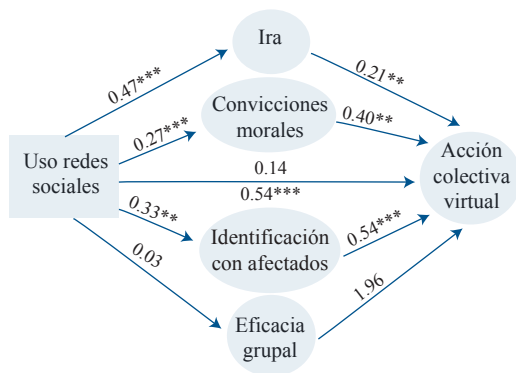 Ira
0.47***
0.21**
Convicciones
morales
0.27***
0.40**
Uso redes
sociales
0.14
0.54***
Acción
colectiva
virtual
0.33**
Identificación
con afectados
0.54***
0.03
Eficacia
grupal
1.96